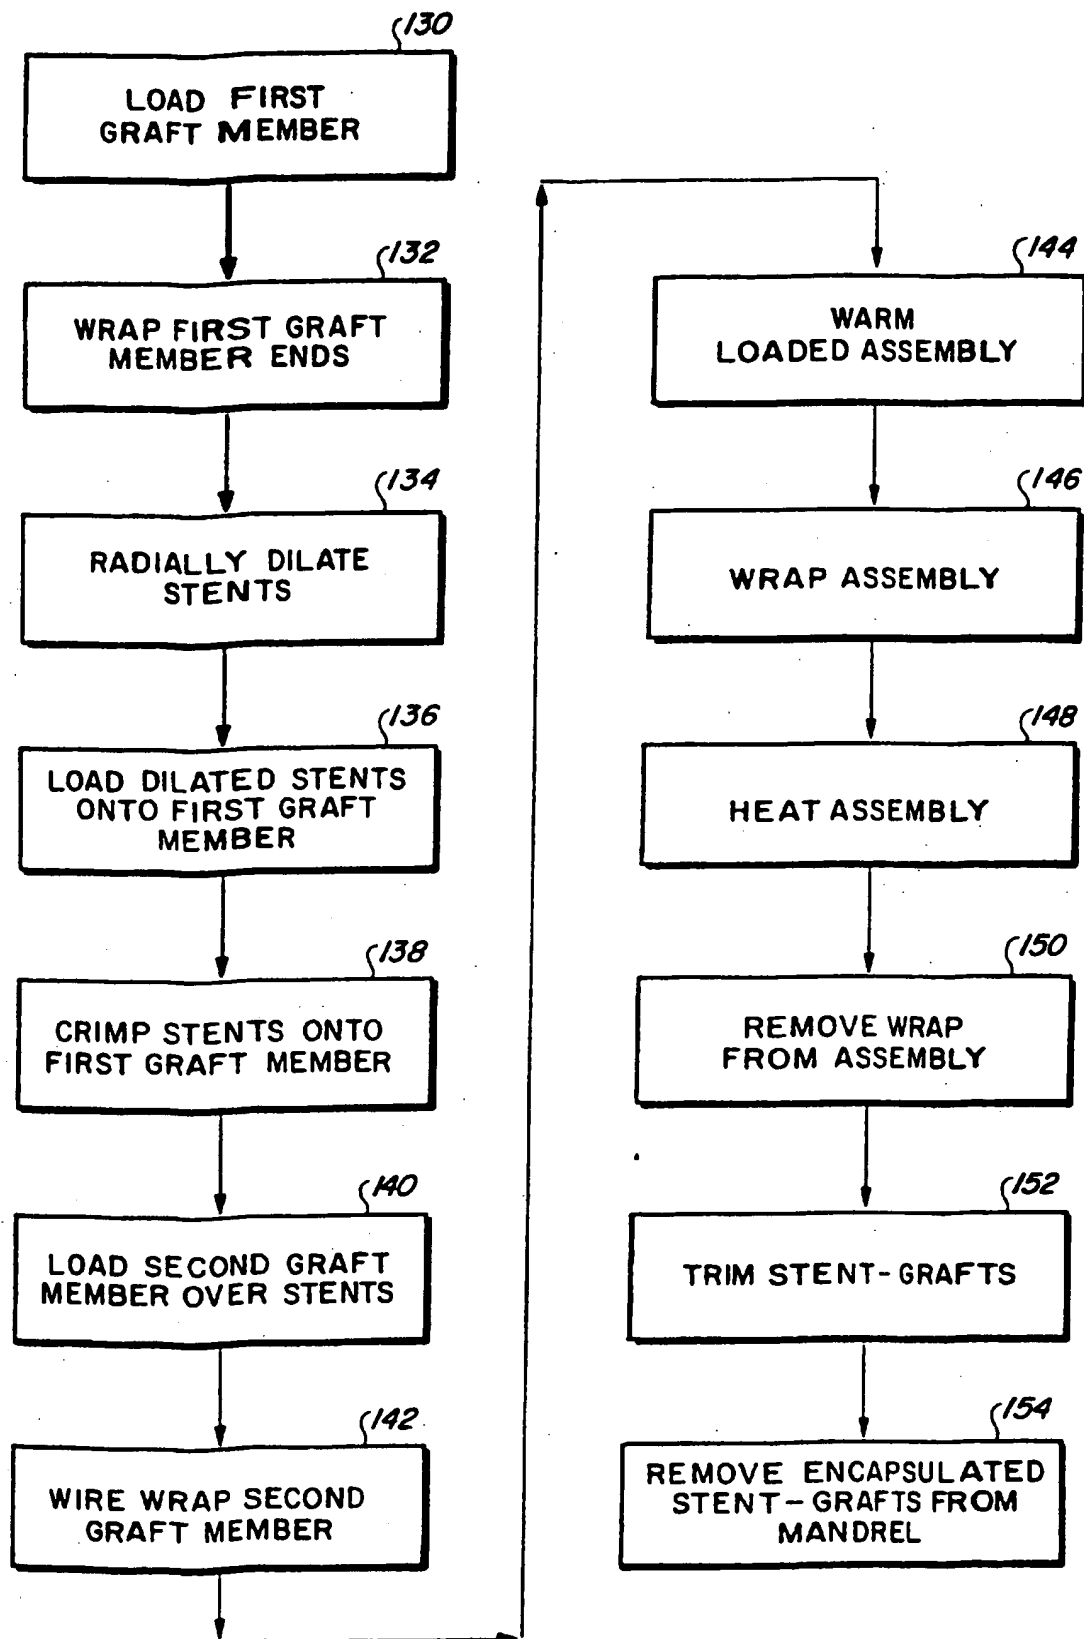 130
LOAD FIRST
GRAFT MEMBER
132
WRAP FIRST GRAFT
MEMBER ENDS
134
RADIALLY DILATE
STENTS
136
LOAD DILATED STENTS
ONTO FIRST GRAFT
MEMBER
138
CRIMP STENTS ONTO
FIRST GRAFT MEMBER
140
LOAD SECOND GRAFT
MEMBER OVER STENTS
142
WIRE WRAP SECOND
GRAFT MEMBER
144
WARM
LOADED ASSEMBLY
146
WRAP ASSEMBLY
148
HEAT ASSEMBLY
150
REMOVE WRAP
FROM ASSEMBLY
152
TRIM STENT-GRAFTS
154
REMOVE ENCAPSULATED
STENT-GRAFTS FROM
MANDREL